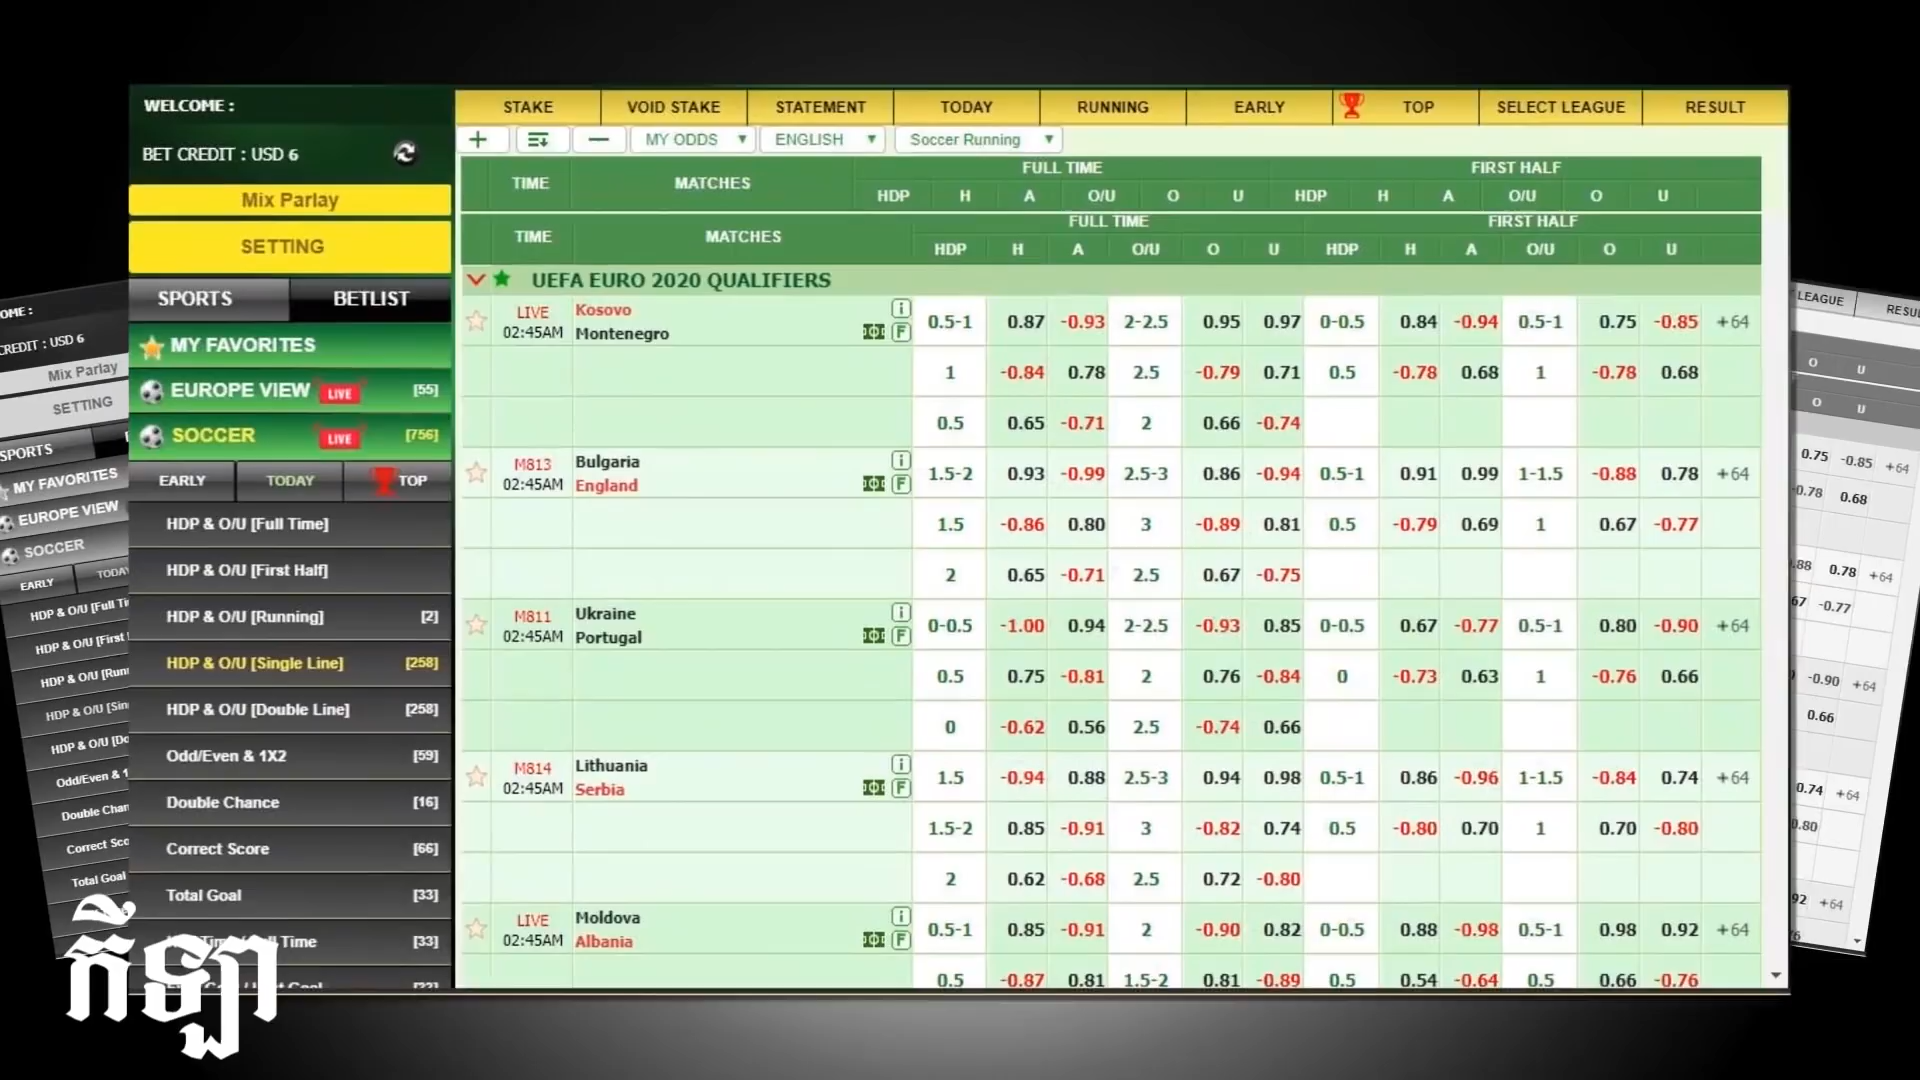 WELCOME :
BET CREDIT : USD 6
Mix Parlay
SETTING
SPORTS BETLIST
MY FAVORITES
EUROPE VIEW LIVE [55]
SOCCER LIVE [756]
EARLY TODAY TOP
HDP & O/U [Full Time]
HDP & O/U [First Half]
HDP & O/U [Running] [2]
HDP & O/U [Single Line] [258]
HDP & O/U [Double Line] [258]
Odd/Even & 1X2 [59]
Double Chance [16]
Correct Score [66]
Total Goal [33]
[33]
កីឡា
STAKE VOID STAKE STATEMENT TODAY RUNNING EARLY TOP SELECT LEAGUE RESULT
MY ODDS ENGLISH Soccer Running
FULL TIME FIRST HALF
TIME MATCHES
HDP H A O/U O U HDP H A O/U O U
FULL TIME FIRST HALF
TIME MATCHES
HDP H A O/U O U HDP H A O/U O U
UEFA EURO 2020 QUALIFIERS
LIVE Kosovo i
02:45AM Montenegro F
0.5-1 0.87 -0.93 2-2.5 0.95 0.97 0-0.5 0.84 -0.94 0.5-1 0.75 -0.85 +64
1 -0.84 0.78 2.5 -0.79 0.71 0.5 -0.78 0.68 1 -0.78 0.68
0.5 0.65 -0.71 2 0.66 -0.74
M813 Bulgaria i
02:45AM England F
1.5-2 0.93 -0.99 2.5-3 0.86 -0.94 0.5-1 0.91 0.99 1-1.5 -0.88 0.78 +64
1.5 -0.86 0.80 3 -0.89 0.81 0.5 -0.79 0.69 1 0.67 -0.77
2 0.65 -0.71 2.5 0.67 -0.75
M811 Ukraine i
02:45AM Portugal F
0-0.5 -1.00 0.94 2-2.5 -0.93 0.85 0-0.5 0.67 -0.77 0.5-1 0.80 -0.90 +64
0.5 0.75 -0.81 2 0.76 -0.84 0 -0.73 0.63 1 -0.76 0.66
0 -0.62 0.56 2.5 -0.74 0.66
M814 Lithuania i
02:45AM Serbia F
1.5 -0.94 0.88 2.5-3 0.94 0.98 0.5-1 0.86 -0.96 1-1.5 -0.84 0.74 +64
1.5-2 0.85 -0.91 3 -0.82 0.74 0.5 -0.80 0.70 1 0.70 -0.80
2 0.62 -0.68 2.5 0.72 -0.80
LIVE Moldova i
02:45AM Albania F
0.5-1 0.85 -0.91 2 -0.90 0.82 0-0.5 0.88 -0.98 0.5-1 0.98 0.92 +64
0.5 -0.87 0.81 1.5-2 0.81 -0.89 0.5 0.54 -0.64 0.5 0.66 -0.76